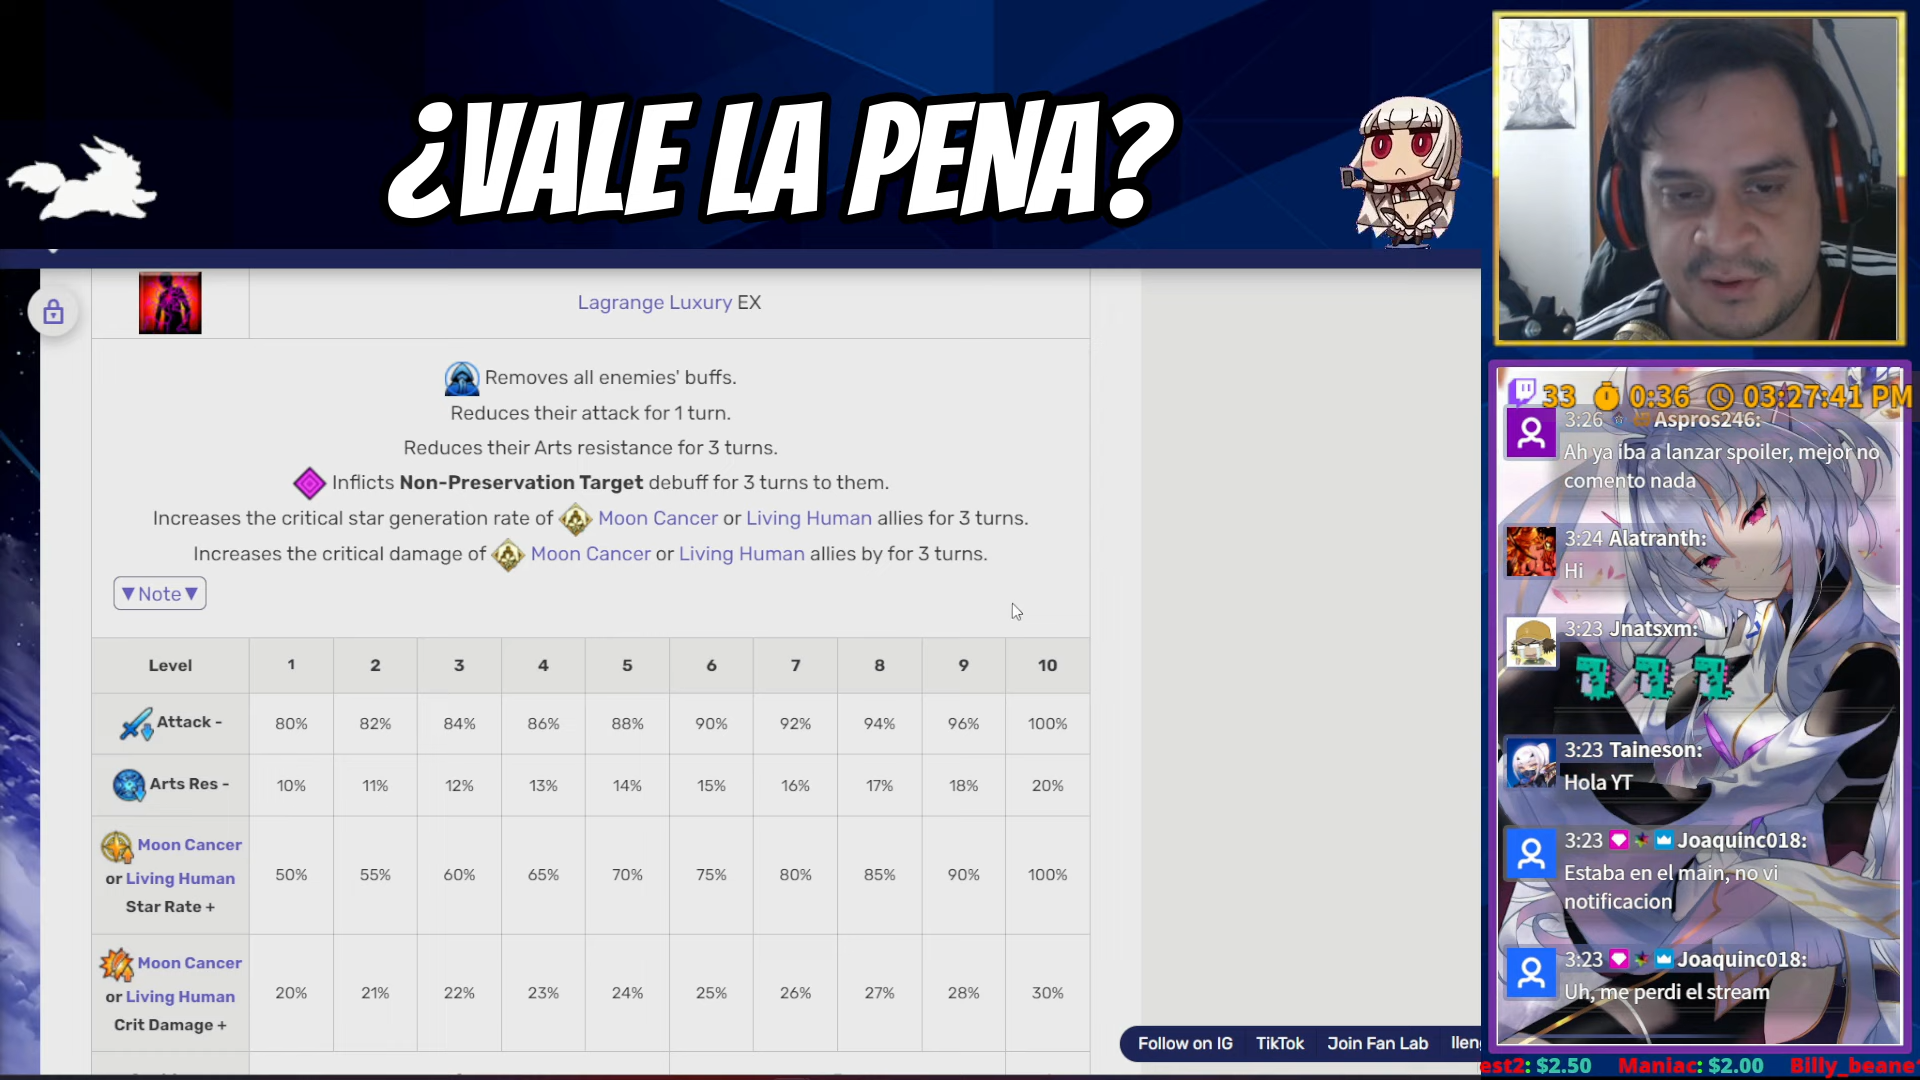 ¿VALE LA PENA?
Lagrange Luxury EX
Removes all enemies' buffs.
Reduces their attack for 1 turn.
Reduces their Arts resistance for 3 turns.
Inflicts Non-Preservation Target debuff for 3 turns to them.
Increases the critical star generation rate of Moon Cancer or Living Human allies for 3 turns.
Increases the critical damage of Moon Cancer or Living Human allies by for 3 turns.
▼Note▼
Level 1 2 3 4 5 6 7 8 9 10
Attack - 80% 82% 84% 86% 88% 90% 92% 94% 96% 100%
Arts Res - 10% 11% 12% 13% 14% 15% 16% 17% 18% 20%
Moon Cancer
or Living Human
Star Rate +
50% 55% 60% 65% 70% 75% 80% 85% 90% 100%
Moon Cancer
or Living Human
Crit Damage +
20% 21% 22% 23% 24% 25% 26% 27% 28% 30%
Follow on IG TikTok Join Fan Lab
33 0:36 03:27:41 PM
3:26 Aspros246:
Ah ya iba a lanzar spoiler, mejor no
comento nada
3:24 Alatranth:
Hi
3:23 Jnatsxm:
3:23 Taineson:
Hola YT
3:23 Joaquinc018:
Estaba en el main, no vi
notificacion
3:23 Joaquinc018:
Uh, me perdi el stream
est2: $2.50 Maniac: $2.00 Billy_beane